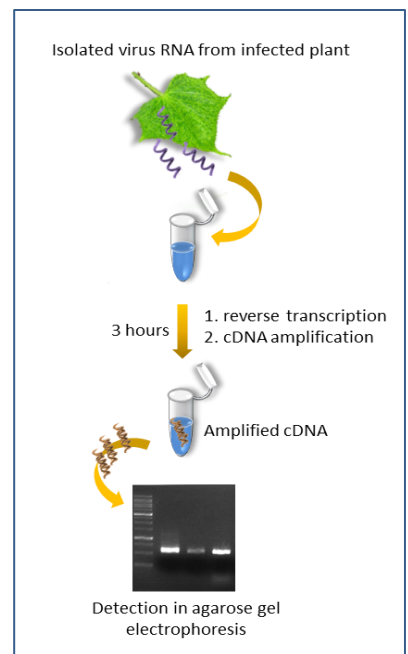 Isolated virus RNA from infected plant
3 hours
1. reverse transcription
2. cDNA amplification
Amplified cDNA
Detection in agarose gel
electrophoresis